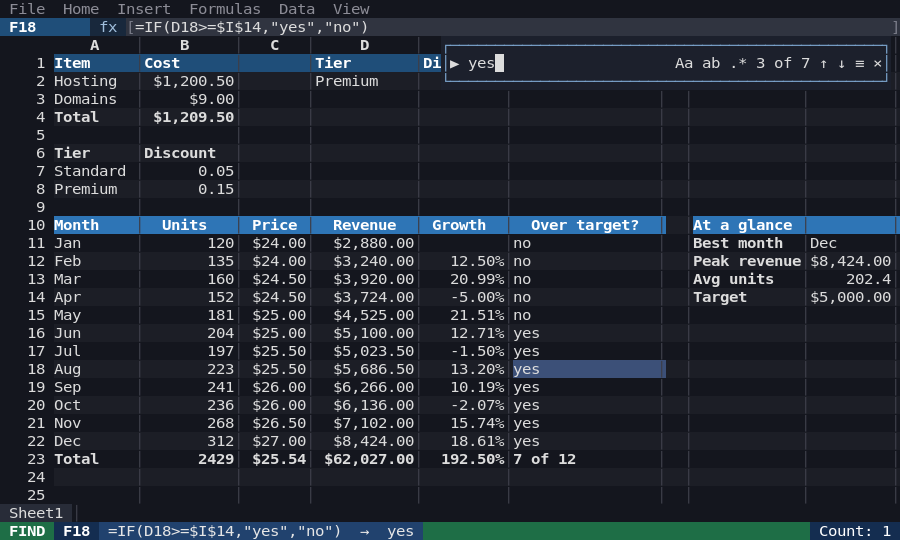 File Home Insert Formulas Data View
F18 fx [=IF(D18>=$I$14,"yes","no") ]
A B C D
1 Item Cost Tier Di ▶ yes Aa ab .* 3 of 7 ↑ ↓ ≡ ×
2 Hosting $1,200.50 Premium
3 Domains $9.00
4 Total $1,209.50
5
6 Tier Discount
7 Standard 0.05
8 Premium 0.15
9
10 Month Units Price Revenue Growth Over target? At a glance
11 Jan 120 $24.00 $2,880.00 no Best month Dec
12 Feb 135 $24.00 $3,240.00 12.50% no Peak revenue $8,424.00
13 Mar 160 $24.50 $3,920.00 20.99% no Avg units 202.4
14 Apr 152 $24.50 $3,724.00 -5.00% no Target $5,000.00
15 May 181 $25.00 $4,525.00 21.51% no
16 Jun 204 $25.00 $5,100.00 12.71% yes
17 Jul 197 $25.50 $5,023.50 -1.50% yes
18 Aug 223 $25.50 $5,686.50 13.20% yes
19 Sep 241 $26.00 $6,266.00 10.19% yes
20 Oct 236 $26.00 $6,136.00 -2.07% yes
21 Nov 268 $26.50 $7,102.00 15.74% yes
22 Dec 312 $27.00 $8,424.00 18.61% yes
23 Total 2429 $25.54 $62,027.00 192.50% 7 of 12
24
25
Sheet1
FIND F18 =IF(D18>=$I$14,"yes","no") → yes Count: 1